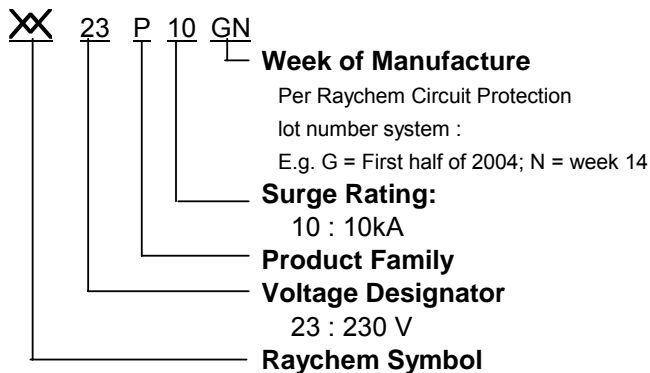 23 P 10 GN
Week of Manufacture
Per Raychem Circuit Protection
lot number system :
E.g. G = First half of 2004; N = week 14
Surge Rating:
10 : 10kA
Product Family
Voltage Designator
23 : 230 V
Raychem Symbol